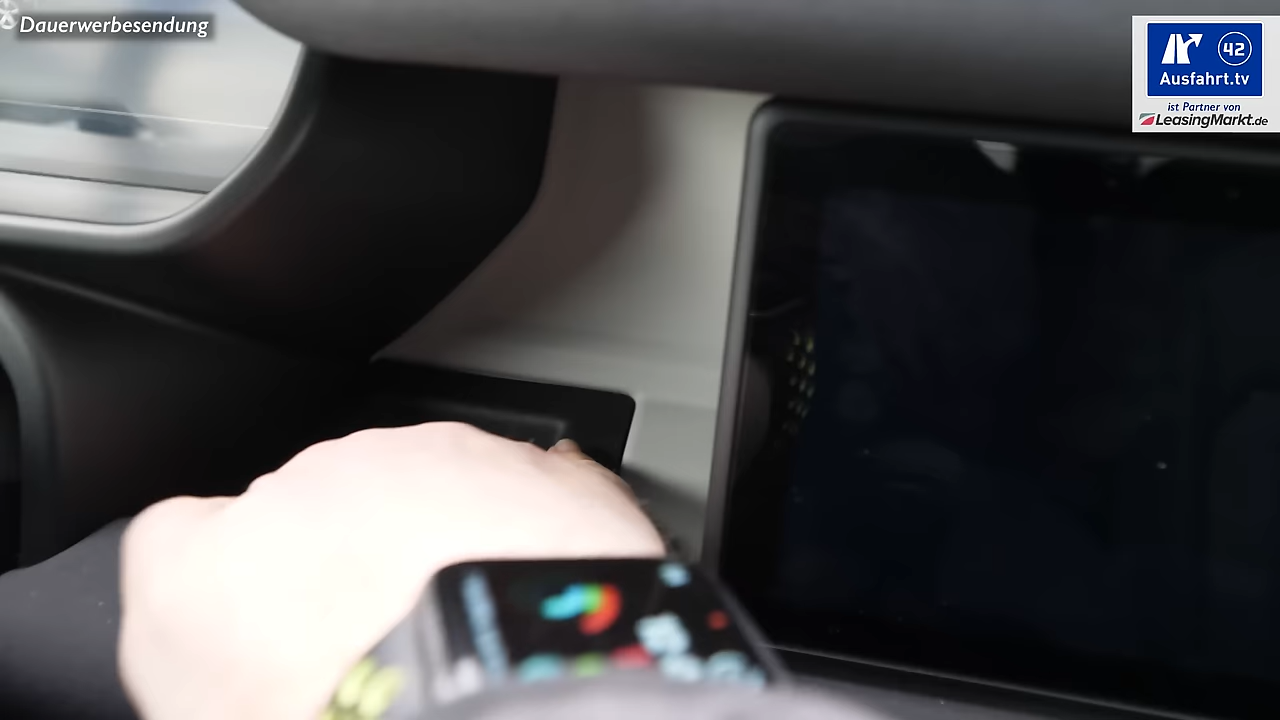 Dauerwerbesendung
42
Ausfahrt.tv
ist Partner von
LeasingMarkt.de